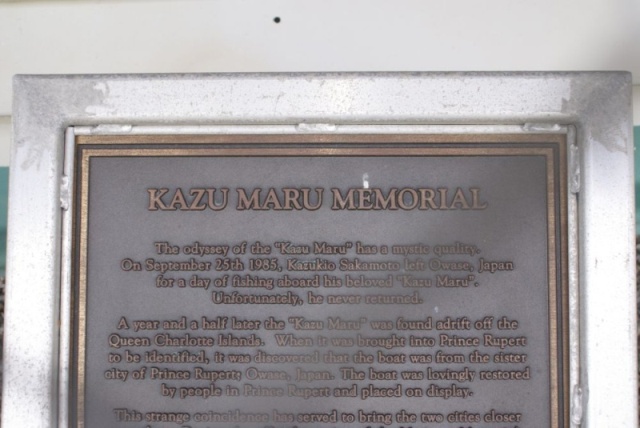 KAZU MARU MEMORIAL
The odyssey of the "Kazu Maru" has a mystic quality.
On September 25th 1985, Kazukio Sakamoto left Owase, Japan
for a day of fishing aboard his beloved "Kazu Maru".
Unfortunately, he never returned.
A year and a half later the "Kazu Maru" was found adrift off the
Queen Charlotte Islands. When it was brought into Prince Rupert
to be identified, it was discovered that the boat was from the sister
city of Prince Rupert; Owase, Japan. The boat was lovingly restored
by people in Prince Rupert and placed on display.
This strange coincidence has served to bring the two cities closer